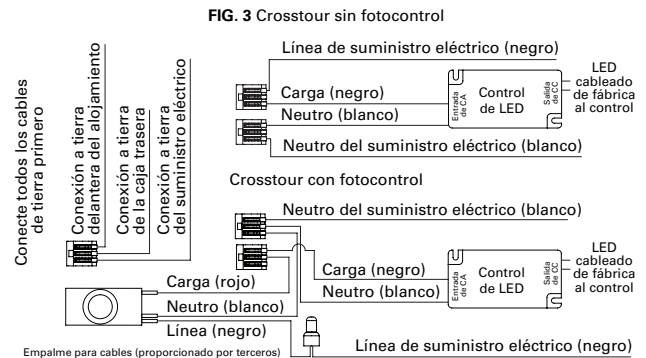 FIG. 3 Crosstour sin fotocontrol
Conecte todos los cables
de tierra primero
Conexión a tierra
delantera del alojamiento
Conexión a tierra
de la caja trasera
Conexión a tierra
del suministro eléctrico
Línea de suministro eléctrico (negro)
Carga (negro)
Neutro (blanco)
Neutro del suministro eléctrico (blanco)
Entrada
de CA
Control
de LED
Salida
de CC
LED
cableado
de fábrica
al control
Crosstour con fotocontrol
Neutro del suministro eléctrico (blanco)
Carga (negro)
Neutro (blanco)
Entrada
de CA
Control
de LED
Salida
de CC
LED
cableado
de fábrica
al control
Carga (rojo)
Neutro (blanco)
Línea (negro)
Línea de suministro eléctrico (negro)
Empalme para cables (proporcionado por terceros)